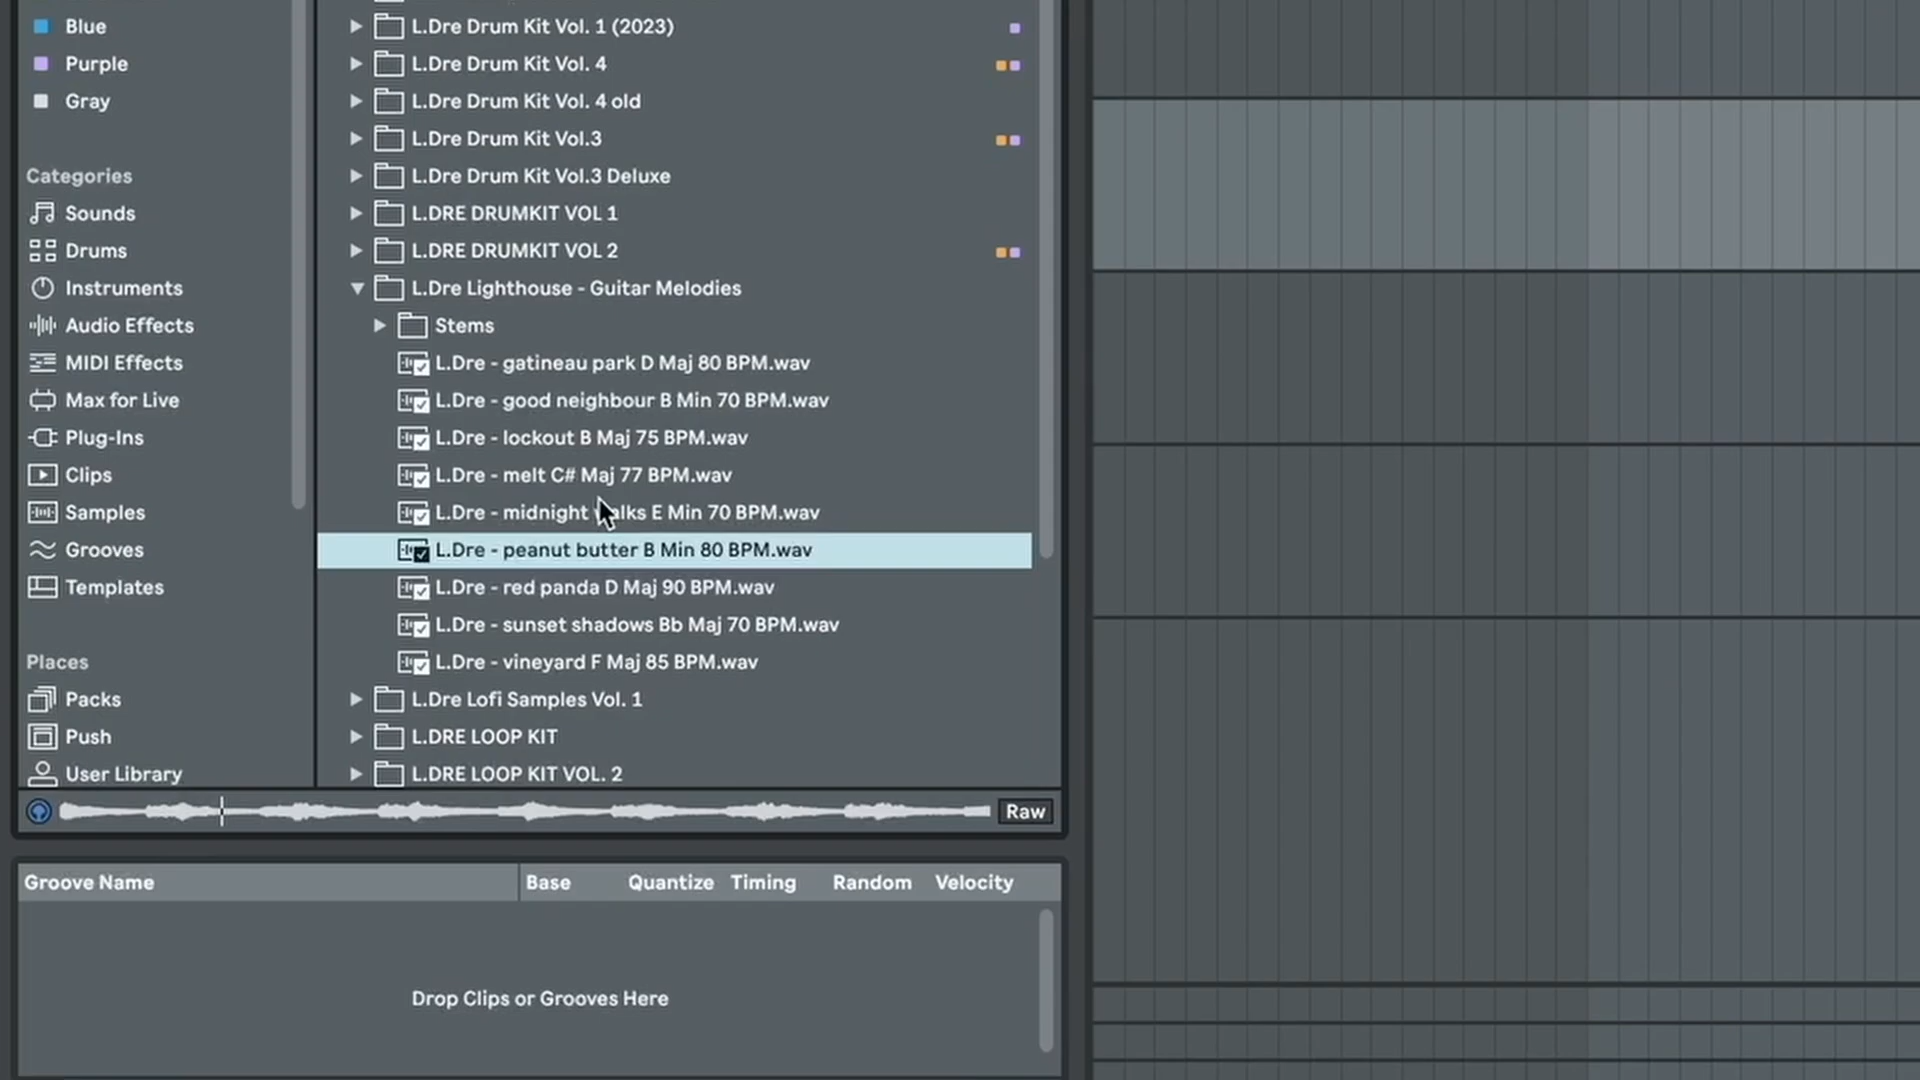 Blue
Purple
Gray
Categories
Sounds
Drums
Instruments
Audio Effects
MIDI Effects
Max for Live
Plug-Ins
Clips
Samples
Grooves
Templates
Places
Packs
Push
User Library
L.Dre Drum Kit Vol. 1 (2023)
L.Dre Drum Kit Vol. 4
L.Dre Drum Kit Vol. 4 old
L.Dre Drum Kit Vol.3
L.Dre Drum Kit Vol.3 Deluxe
L.DRE DRUMKIT VOL 1
L.DRE DRUMKIT VOL 2
L.Dre Lighthouse - Guitar Melodies
Stems
L.Dre - gatineau park D Maj 80 BPM.wav
L.Dre - good neighbour B Min 70 BPM.wav
L.Dre - lockout B Maj 75 BPM.wav
L.Dre - melt C# Maj 77 BPM.wav
L.Dre - midnight walks E Min 70 BPM.wav
L.Dre - peanut butter B Min 80 BPM.wav
L.Dre - red panda D Maj 90 BPM.wav
L.Dre - sunset shadows Bb Maj 70 BPM.wav
L.Dre - vineyard F Maj 85 BPM.wav
L.Dre Lofi Samples Vol. 1
L.DRE LOOP KIT
L.DRE LOOP KIT VOL. 2
Raw
Groove Name Base Quantize Timing Random Velocity
Drop Clips or Grooves Here